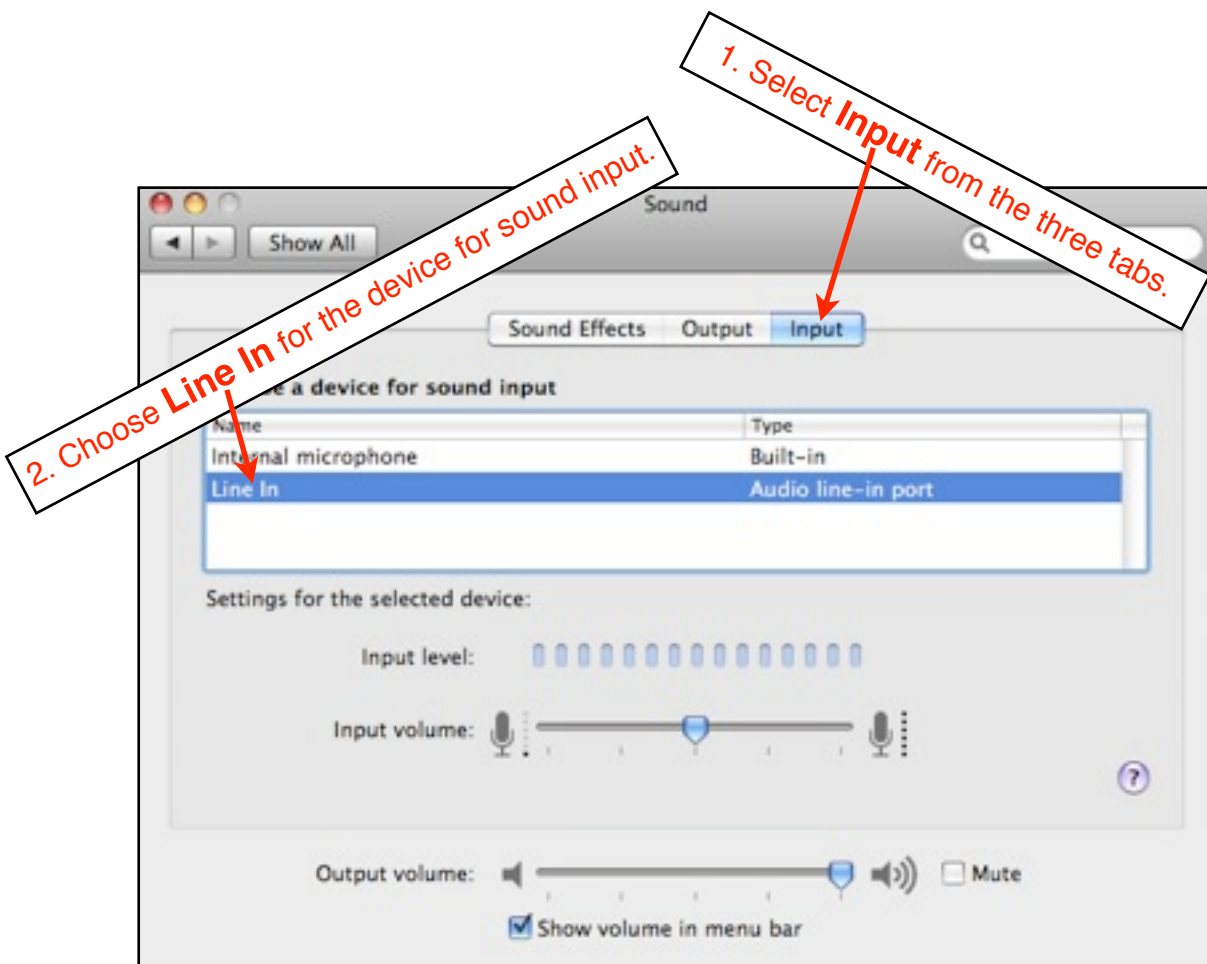 1. Select Input from the three tabs.
2. Choose Line In for the device for sound input.
Sound
Show All
Sound Effects Output Input
a device for sound input
Name Type
Internal microphone Built-in
Line In Audio line-in port
Settings for the selected device:
Input level:
Input volume:
?
Output volume: Mute
Show volume in menu bar